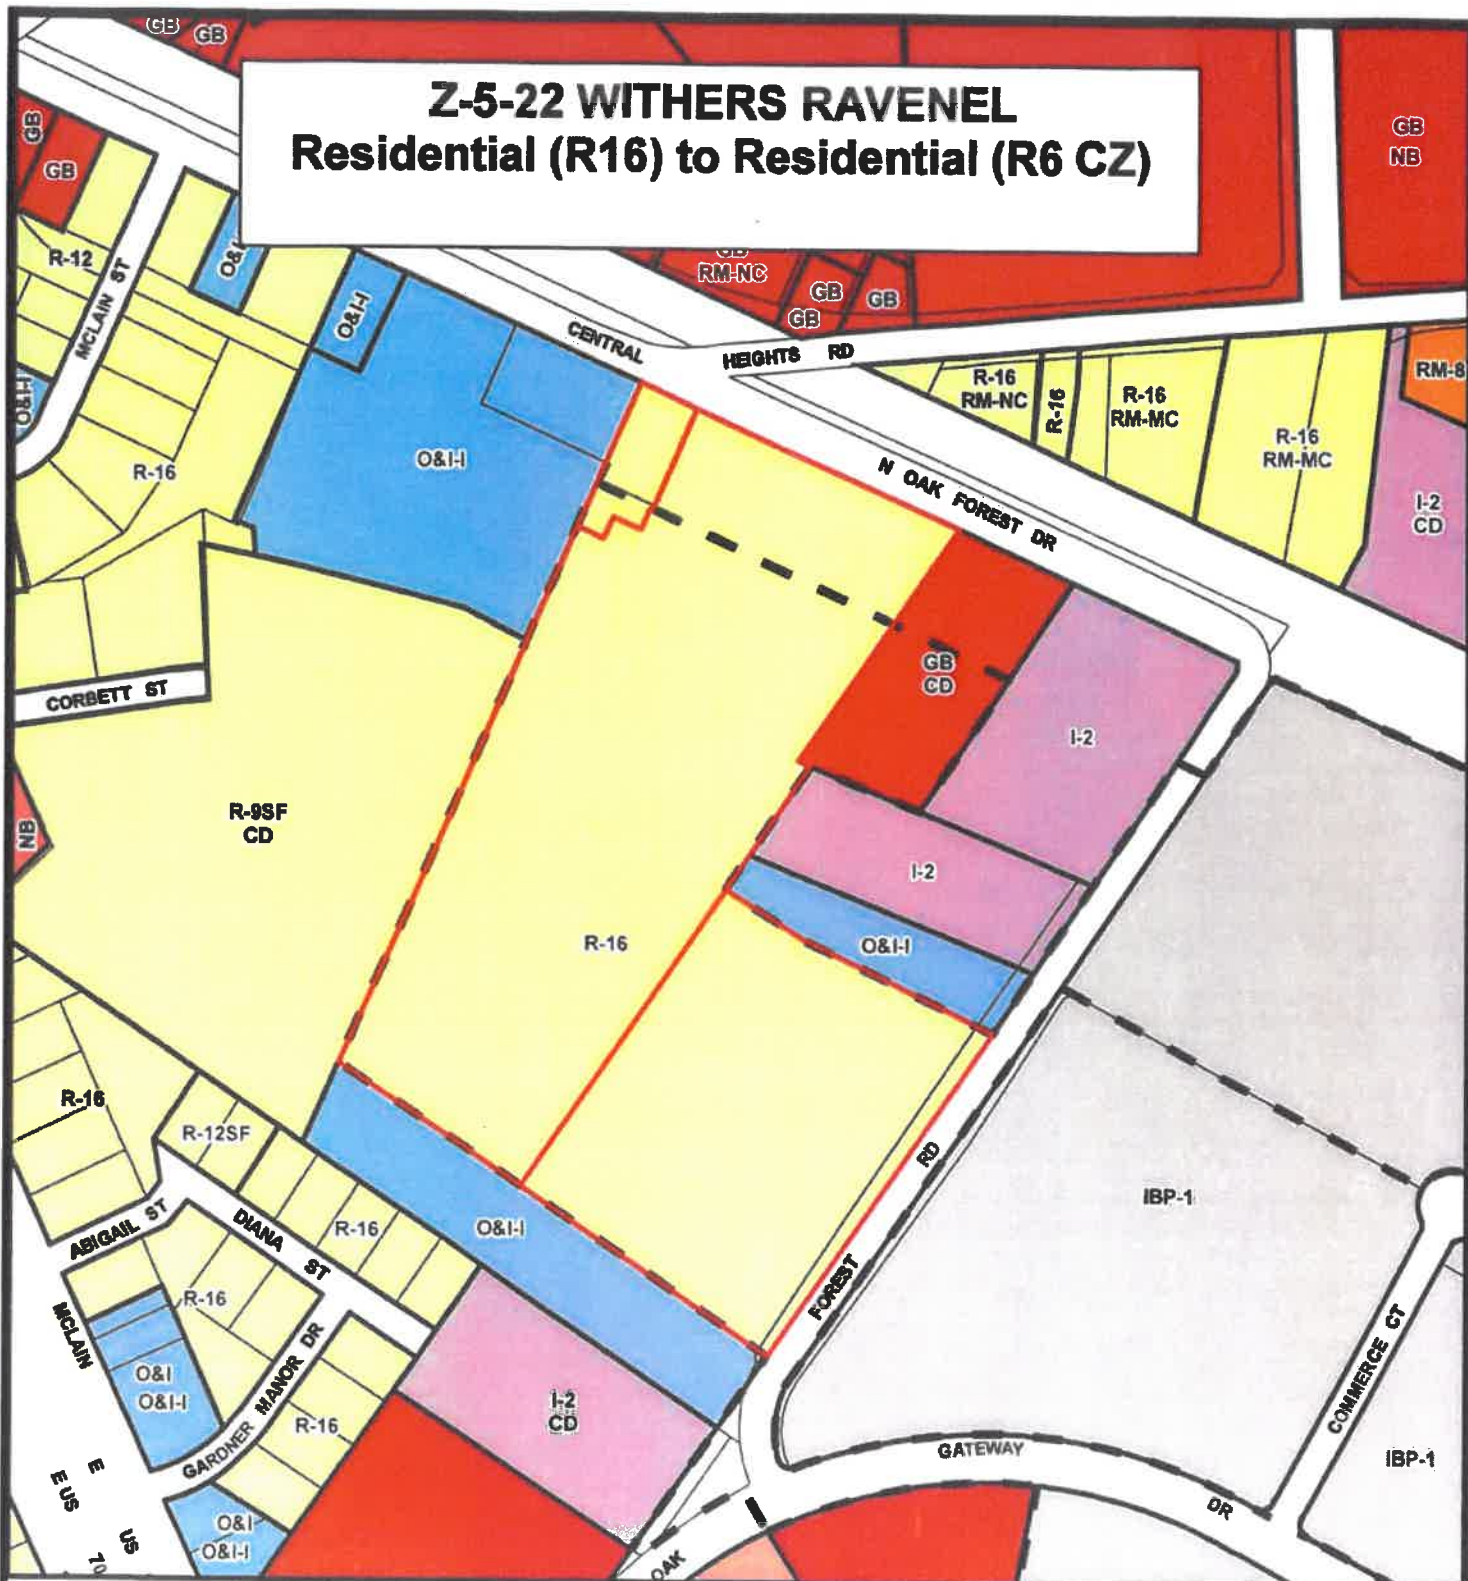 GB
GB
Z-5-22 WITHERS RAVENEL
Residential (R16) to Residential (R6 CZ)
GB
NB
GB
GB
R-12
MCLAIN ST
O&I-I
O&I-I
GB
RM-NC
GB
GB
GB
CENTRAL HEIGHTS RD
R-16
RM-NC
R-16
R-16
RM-MC
R-16
RM-MC
RM-8
I-2
CD
O&I-I
R-16
O&I-I
N OAK FOREST DR
CORBETT ST
GB
CD
I-2
NB
R-9SF
CD
I-2
R-16
O&I-I
R-16
R-12SF
ABIGAIL ST
DIANA ST
R-16
O&I-I
FOREST RD
IBP-1
MCLAIN
R-16
O&I
O&I-I
GARDNER MANOR DR
R-16
I-2
CD
COMMERCE CT
GATEWAY DR
IBP-1
E
E US
US
70
O&I
O&I-I
OAK